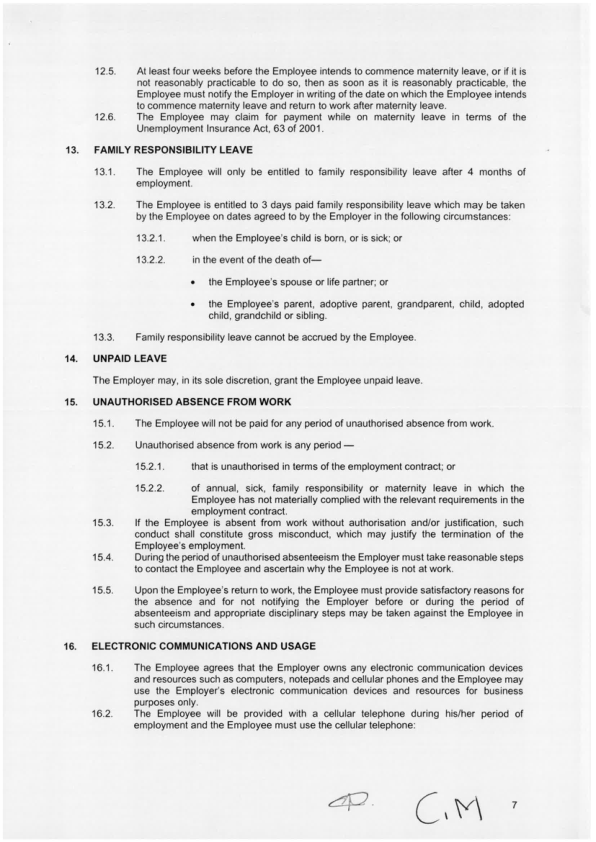 12.5. At least four weeks before the Employee intends to commence maternity leave, or if it is
not reasonably practicable to do so, then as soon as it is reasonably practicable, the
Employee must notify the Employer in writing of the date on which the Employee intends
to commence maternity leave and return to work after maternity leave.
12.6. The Employee may claim for payment while on maternity leave in terms of the
Unemployment Insurance Act, 63 of 2001.
13. FAMILY RESPONSIBILITY LEAVE
13.1. The Employee will only be entitled to family responsibility leave after 4 months of
employment.
13.2. The Employee is entitled to 3 days paid family responsibility leave which may be taken
by the Employee on dates agreed to by the Employer in the following circumstances:
13.2.1. when the Employee's child is born, or is sick; or
13.2.2. in the event of the death of—
• the Employee's spouse or life partner; or
• the Employee's parent, adoptive parent, grandparent, child, adopted
child, grandchild or sibling.
13.3. Family responsibility leave cannot be accrued by the Employee.
14. UNPAID LEAVE
The Employer may, in its sole discretion, grant the Employee unpaid leave.
15. UNAUTHORISED ABSENCE FROM WORK
15.1. The Employee will not be paid for any period of unauthorised absence from work.
15.2. Unauthorised absence from work is any period —
15.2.1. that is unauthorised in terms of the employment contract; or
15.2.2. of annual, sick, family responsibility or maternity leave in which the
Employee has not materially complied with the relevant requirements in the
employment contract.
15.3. If the Employee is absent from work without authorisation and/or justification, such
conduct shall constitute gross misconduct, which may justify the termination of the
Employee's employment.
15.4. During the period of unauthorised absenteeism the Employer must take reasonable steps
to contact the Employee and ascertain why the Employee is not at work.
15.5. Upon the Employee's return to work, the Employee must provide satisfactory reasons for
the absence and for not notifying the Employer before or during the period of
absenteeism and appropriate disciplinary steps may be taken against the Employee in
such circumstances.
16. ELECTRONIC COMMUNICATIONS AND USAGE
16.1. The Employee agrees that the Employer owns any electronic communication devices
and resources such as computers, notepads and cellular phones and the Employee may
use the Employer's electronic communication devices and resources for business
purposes only.
16.2. The Employee will be provided with a cellular telephone during his/her period of
employment and the Employee must use the cellular telephone:
C.M 7